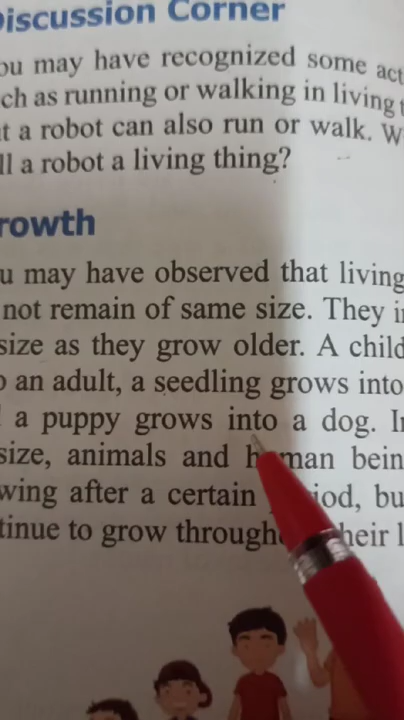 Discussion Corner
ou may have recognized some act
ch as running or walking in living t
t a robot can also run or walk. W
ll a robot a living thing?
rowth
u may have observed that living
not remain of same size. They i
size as they grow older. A child
o an adult, a seedling grows into
a puppy grows into a dog. I
size, animals and human bein
wing after a certain period, bu
tinue to grow through their l